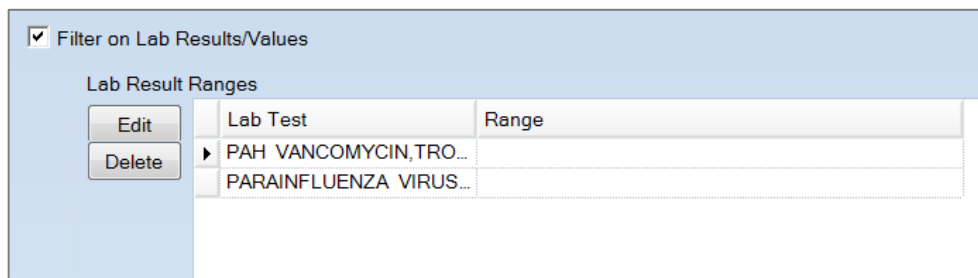 Filter on Lab Results/Values
Lab Result Ranges
Edit
Delete
Lab Test Range
PAH VANCOMYCIN,TRO...
PARAINFLUENZA VIRUS...